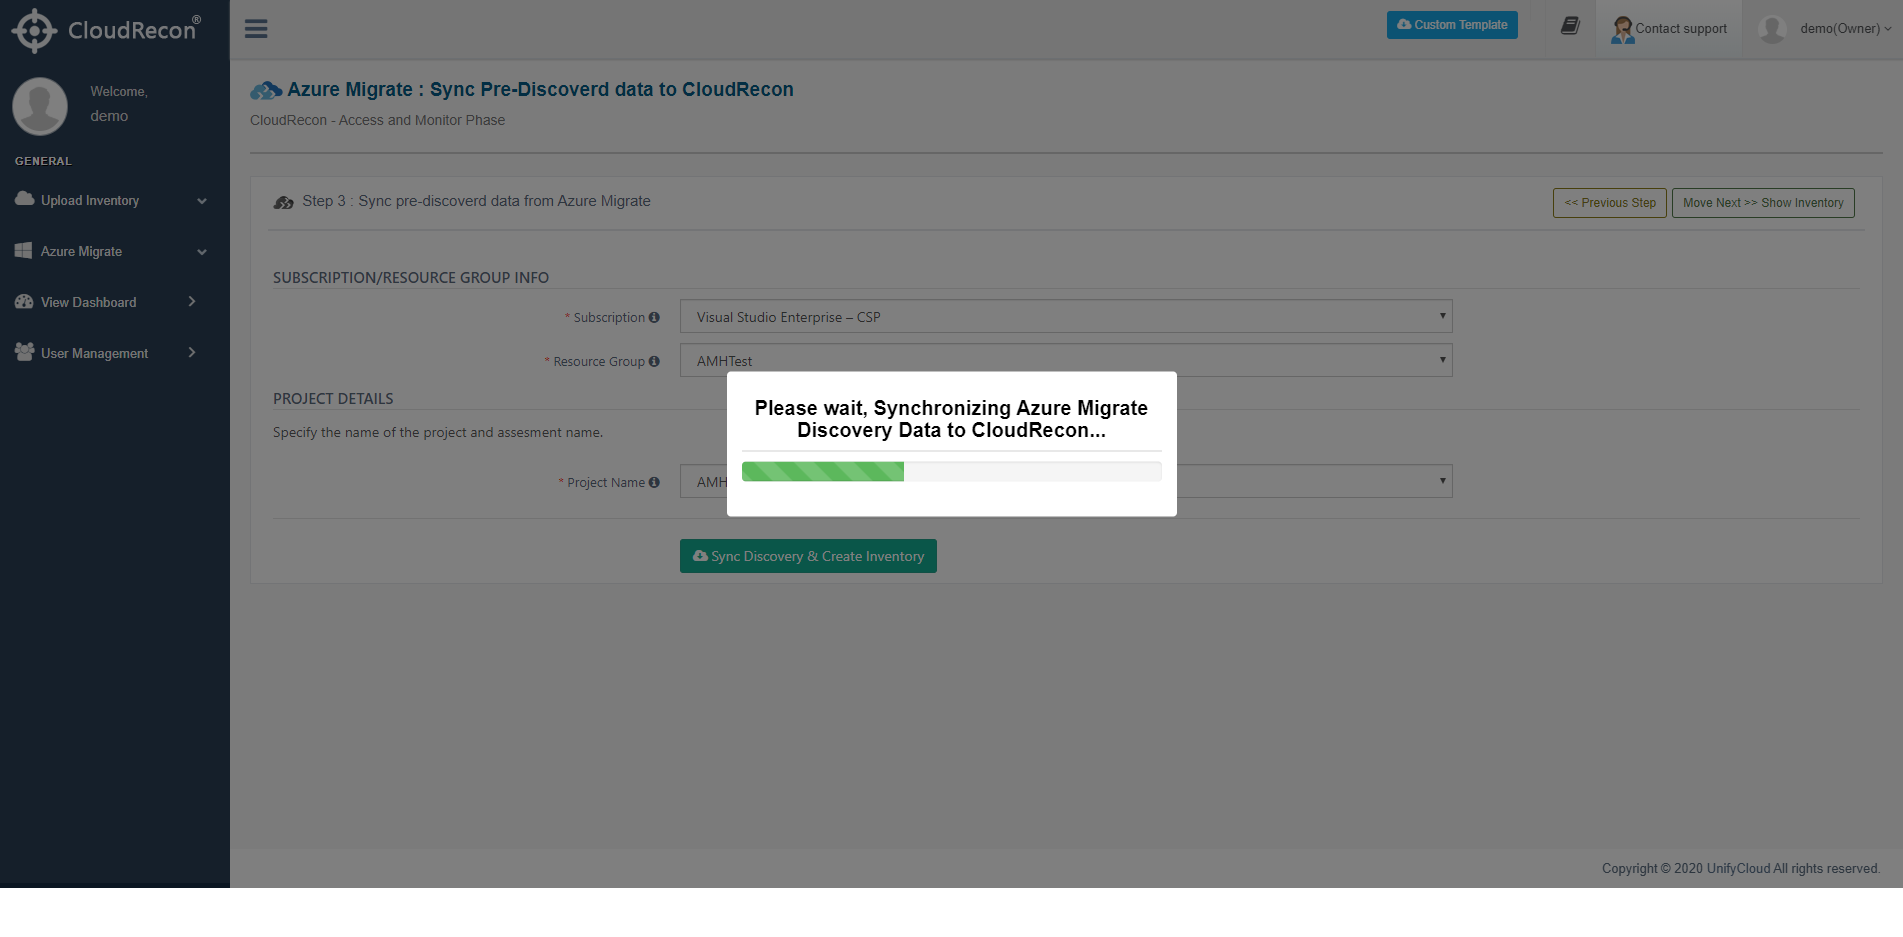 CloudRecon®
Custom Template
Contact support
demo(Owner)
Welcome,
demo
GENERAL
Upload Inventory
Azure Migrate
View Dashboard
User Management
Azure Migrate : Sync Pre-Discoverd data to CloudRecon
CloudRecon - Access and Monitor Phase
Step 3 : Sync pre-discoverd data from Azure Migrate
<< Previous Step
Move Next >> Show Inventory
SUBSCRIPTION/RESOURCE GROUP INFO
* Subscription
Visual Studio Enterprise – CSP
* Resource Group
AMHTest
PROJECT DETAILS
Specify the name of the project and assesment name.
* Project Name
AMH
Please wait, Synchronizing Azure Migrate
Discovery Data to CloudRecon...
Sync Discovery & Create Inventory
Copyright © 2020 UnifyCloud All rights reserved.